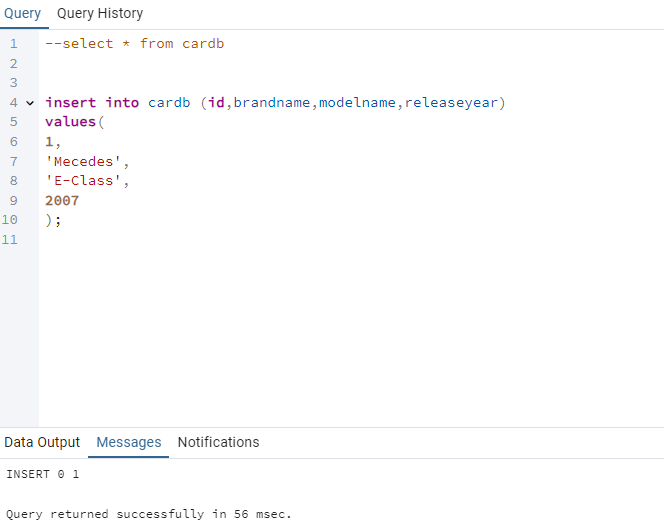 Query Query History
1 --select * from cardb
2
3
4 insert into cardb (id,brandname,modelname,releaseyear)
5 values(
6 1,
7 'Mecedes',
8 'E-Class',
9 2007
10 );
11
Data Output Messages Notifications
INSERT 0 1
Query returned successfully in 56 msec.